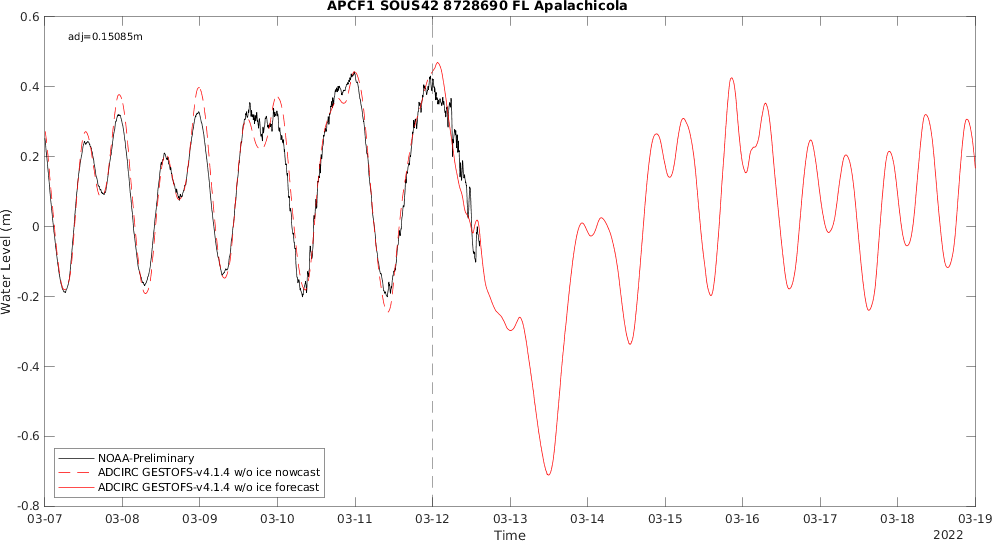 APCF1 SOUS42 8728690 FL Apalachicola
adj=0.15085m
0.6
0.4
0.2
0
-0.2
-0.4
-0.6
-0.8
Water Level (m)
NOAA-Preliminary
ADCIRC GESTOFS-v4.1.4 w/o ice nowcast
ADCIRC GESTOFS-v4.1.4 w/o ice forecast
03-07 03-08 03-09 03-10 03-11 03-12 03-13 03-14 03-15 03-16 03-17 03-18 03-19
Time
2022